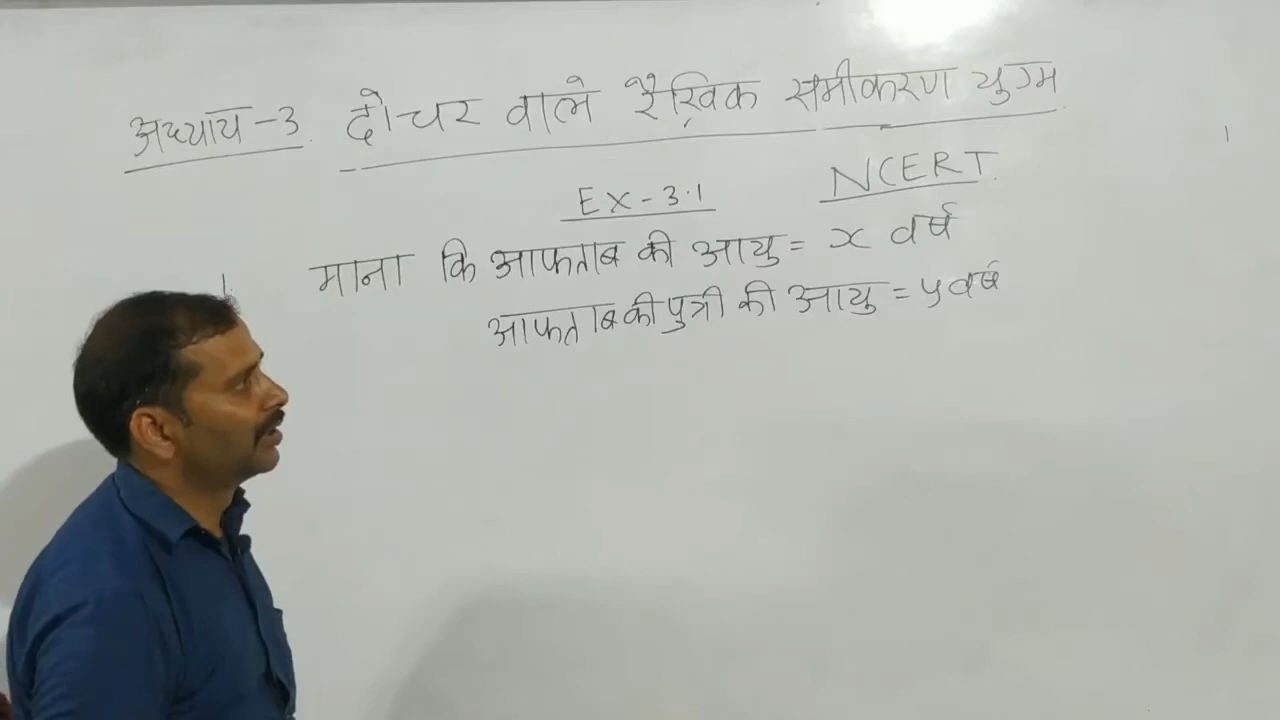 अध्याय-3. दो चर वाले रैखिक समीकरण युग्म
EX-3.1 NCERT.
माना कि आफताब की आयु = x वर्ष
आफताब की पुत्री की आयु = y वर्ष